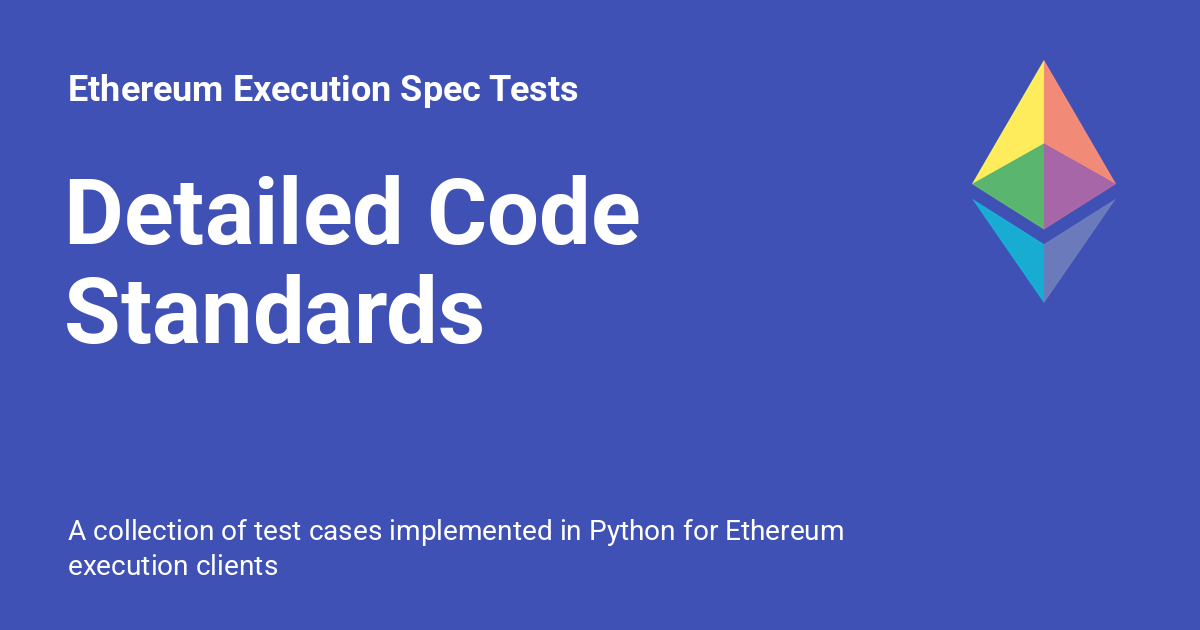 Ethereum Execution Spec Tests
Detailed Code
Standards
A collection of test cases implemented in Python for Ethereum
execution clients